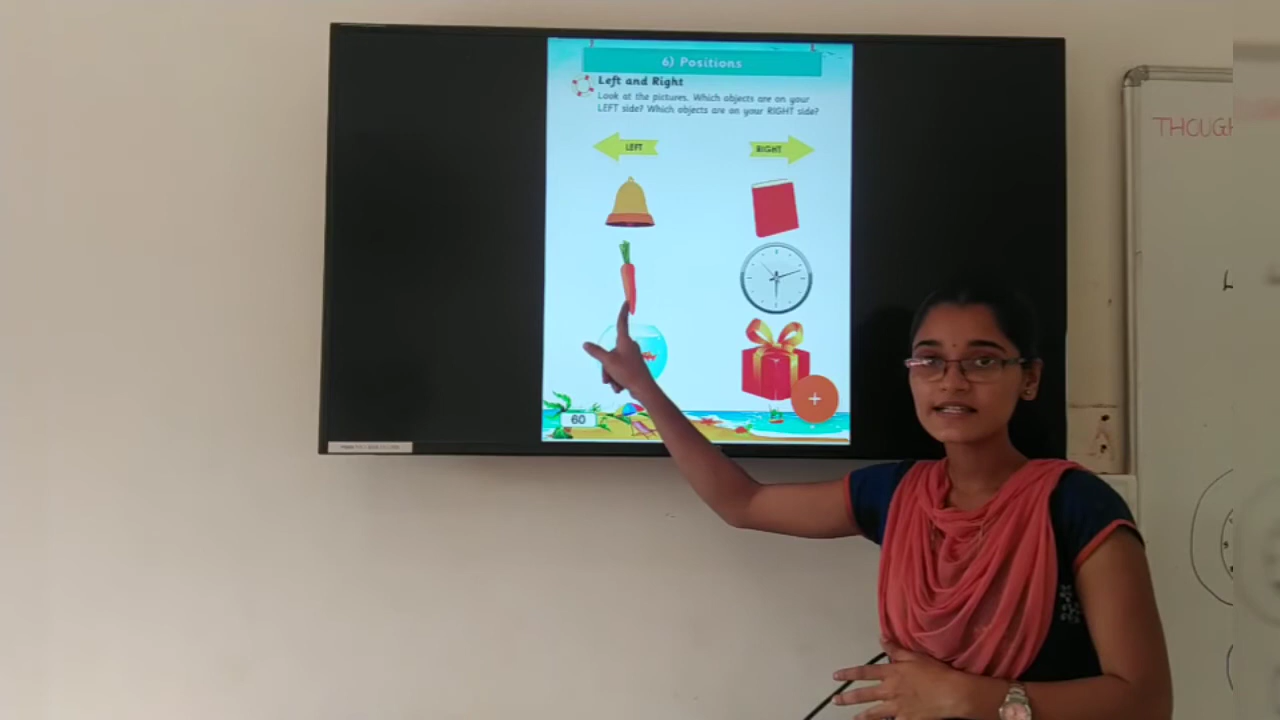 6) Positions
Left and Right
Look at the pictures. Which objects are on your
LEFT side? Which objects are on your RIGHT side?
LEFT
RIGHT
+
60